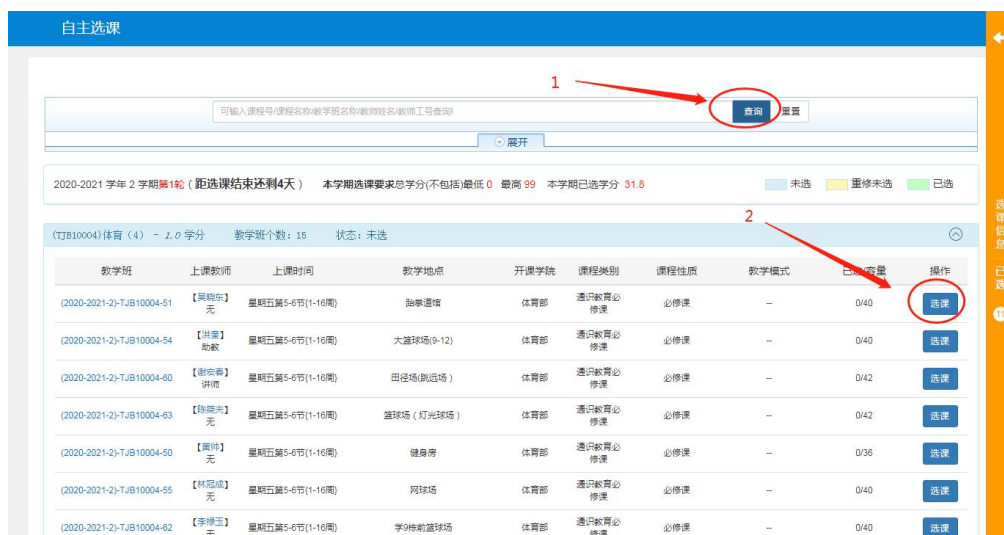 自主选课
1
可输入课程号/课程名称/教学班名称/教师姓名/教师工号查询!
查询 重置
展开
2020-2021 学年 2 学期第1轮(距选课结束还剩4天) 本学期选课要求总学分(不包括)最低 0 最高 99 本学期已选学分 31.6
未选 重修未选 已选
2
(TJB10004)体育(4) - 1.0 学分 教学班个数:15 状态:未选
教学班 上课教师 上课时间 教学地点 开课学院 课程类别 课程性质 教学模式 已选/容量 操作
(2020-2021-2)-TJB10004-51 【吴晓东】无 星期五第5-6节{1-16周} 跆拳道馆 体育部 通识教育必修课 必修课 -- 0/40 选课
(2020-2021-2)-TJB10004-54 【洪童】助教 星期五第5-6节{1-16周} 大篮球场(9-12) 体育部 通识教育必修课 必修课 -- 0/40 选课
(2020-2021-2)-TJB10004-60 【谢宏春】讲师 星期五第5-6节{1-16周} 田径场(跳远场) 体育部 通识教育必修课 必修课 -- 0/42 选课
(2020-2021-2)-TJB10004-63 无 星期五第5-6节{1-16周} 篮球场(灯光球场) 体育部 通识教育必修课 必修课 -- 0/42 选课
(2020-2021-2)-TJB10004-50 【黄帅】无 星期五第5-6节{1-16周} 健身房 体育部 通识教育必修课 必修课 -- 0/36 选课
(2020-2021-2)-TJB10004-55 【林冠成】无 星期五第5-6节{1-16周} 网球场 体育部 通识教育必修课 必修课 -- 0/40 选课
(2020-2021-2)-TJB10004-62 【李禄玉】无 星期五第5-6节{1-16周} 学9栋前篮球场 体育部 通识教育必修课 必修课 -- 0/40 选课
选课信息
已选
11